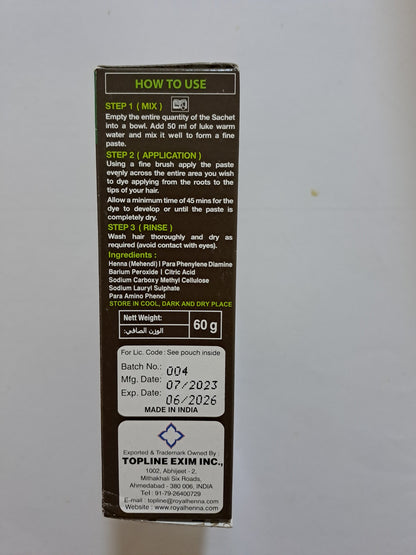 HOW TO USE
STEP 1 ( MIX )
Empty the entire quantity of the Sachet
into a bowl. Add 50 ml of luke warm
water and mix it well to form a fine
paste.
STEP 2 ( APPLICATION )
Using a fine brush apply the paste
evenly across the entire area you wish
to dye applying from the roots to the
tips of your hair.
Allow a minimum time of 45 mins for the
dye to develop or until the paste is
completely dry.
STEP 3 ( RINSE )
Wash hair thoroughly and dry as
required (avoid contact with eyes).
Ingredients :
Henna (Mehendi) | Para Phenylene Diamine
Barium Peroxide | Citric Acid
Sodium Carboxy Methyl Cellulose
Sodium Lauryl Sulphate
Para Amino Phenol
STORE IN COOL, DARK AND DRY PLACE
Nett Weight:
الوزن الصافي:
60 g
For Lic. Code : See pouch inside
Batch No.: 004
Mfg. Date: 07/2023
Exp. Date: 06/2026
MADE IN INDIA
Exported & Trademark Owned By :
TOPLINE EXIM INC.,
1002, Abhijeet - 2,
Mithakhali Six Roads,
Ahmedabad - 380 006, INDIA
Tel : 91-79-26400729
E-mail : topline@royalhenna.com
Website : www.royalhenna.com